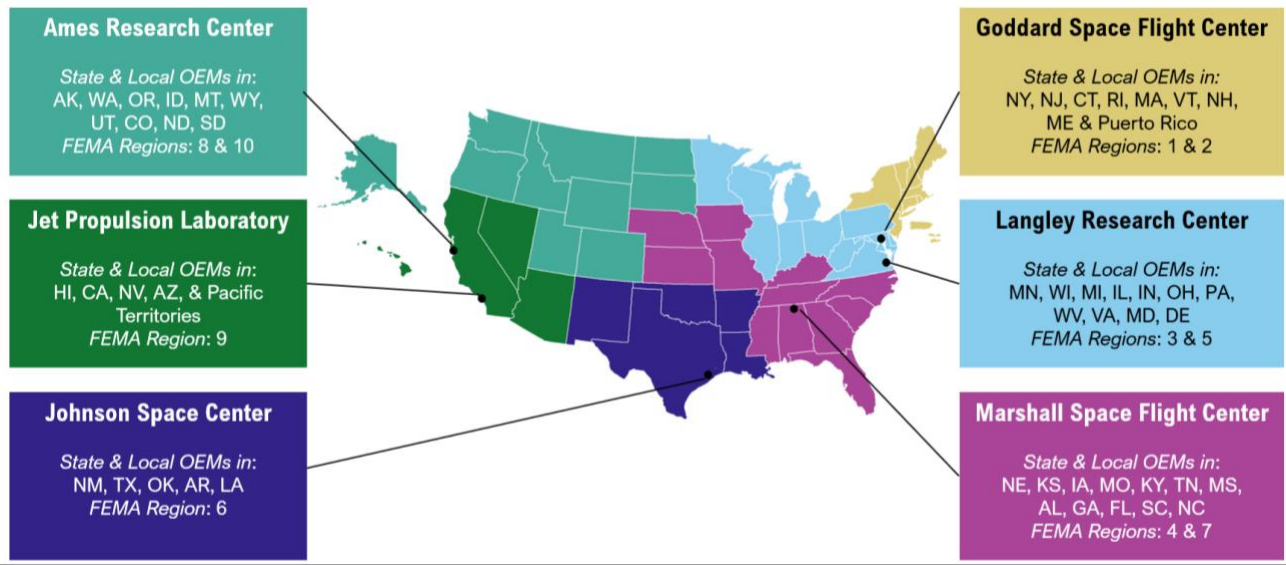 Ames Research Center
State & Local OEMs in:
AK, WA, OR, ID, MT, WY,
UT, CO, ND, SD
FEMA Regions: 8 & 10
Jet Propulsion Laboratory
State & Local OEMs in:
HI, CA, NV, AZ, & Pacific
Territories
FEMA Region: 9
Johnson Space Center
State & Local OEMs in:
NM, TX, OK, AR, LA
FEMA Region: 6
Goddard Space Flight Center
State & Local OEMs in:
NY, NJ, CT, RI, MA, VT, NH,
ME & Puerto Rico
FEMA Regions: 1 & 2
Langley Research Center
State & Local OEMs in:
MN, WI, MI, IL, IN, OH, PA,
WV, VA, MD, DE
FEMA Regions: 3 & 5
Marshall Space Flight Center
State & Local OEMs in:
NE, KS, IA, MO, KY, TN, MS,
AL, GA, FL, SC, NC
FEMA Regions: 4 & 7